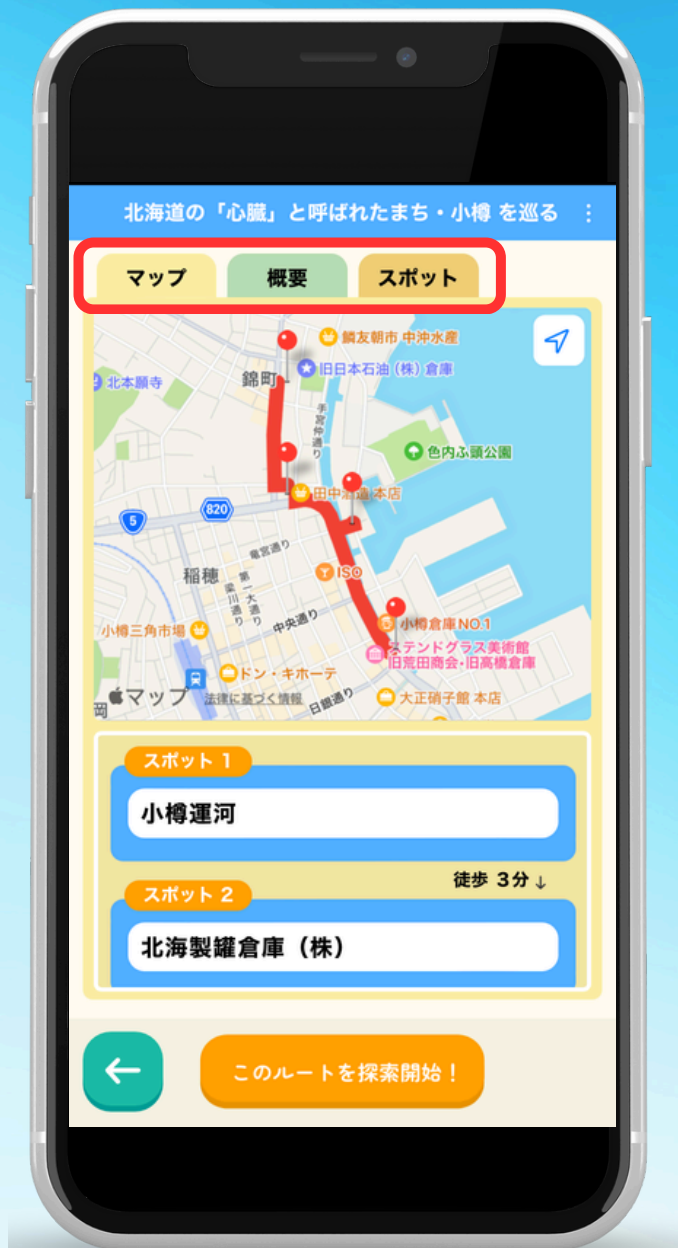 北海道の「心臓」と呼ばれたまち・小樽 を巡る
マップ
概要
スポット
鱗友朝市 中沖水産
旧日本石油（株）倉庫
北本願寺
錦町
手宮仲通り
色内ふ頭公園
田中酒造 本店
820
5
竜宮通り
ISO
稲穂
第一大通り
梁川通り
中央通り
小樽倉庫NO.1
小樽三角市場
ステンドグラス美術館
旧荒田商会・旧高橋倉庫
ドン・キホーテ
マップ
法律に基づく情報
日銀通り
大正硝子館 本店
岡
スポット 1
小樽運河
徒歩 3分↓
スポット 2
北海製罐倉庫（株）
このルートを探索開始！